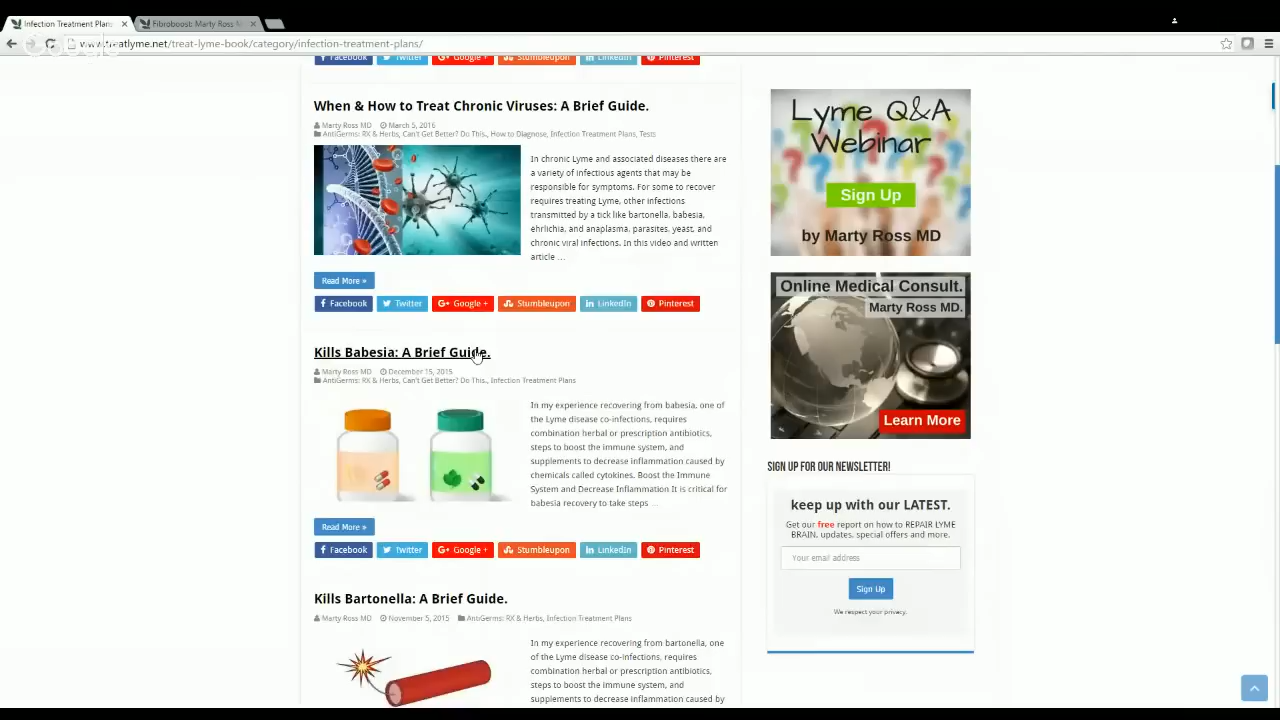 Infection Treatment Plans
Fibroboost: Marty Ross M
www.treatlyme.net/treat-lyme-book/category/infection-treatment-plans/
Facebook Twitter Google + Stumbleupon LinkedIn Pinterest
When & How to Treat Chronic Viruses: A Brief Guide.
Marty Ross MD March 5, 2016
AntiGerms: RX & Herbs, Can't Get Better? Do This., How to Diagnose, Infection Treatment Plans, Tests
In chronic Lyme and associated diseases there are
a variety of infectious agents that may be
responsible for symptoms. For some to recover
requires treating Lyme, other infections
transmitted by a tick like bartonella, babesia,
ehrlichia, and anaplasma, parasites, yeast, and
chronic viral infections. In this video and written
article ...
Read More »
Facebook Twitter Google + Stumbleupon LinkedIn Pinterest
Kills Babesia: A Brief Guide.
Marty Ross MD December 15, 2015
AntiGerms: RX & Herbs, Can't Get Better? Do This., Infection Treatment Plans
In my experience recovering from babesia, one of
the Lyme disease co-infections, requires
combination herbal or prescription antibiotics,
steps to boost the immune system, and
supplements to decrease inflammation caused by
chemicals called cytokines. Boost the Immune
System and Decrease Inflammation It is critical for
babesia recovery to take steps ...
Read More »
Facebook Twitter Google + Stumbleupon LinkedIn Pinterest
Kills Bartonella: A Brief Guide.
Marty Ross MD November 5, 2015 AntiGerms: RX & Herbs, Infection Treatment Plans
In my experience recovering from bartonella, one
of the Lyme disease co-infections, requires
combination herbal or prescription antibiotics,
steps to boost the immune system, and
supplements to decrease inflammation caused by
Lyme Q&A
Webinar
Sign Up
by Marty Ross MD
Online Medical Consult.
Marty Ross MD.
Learn More
SIGN UP FOR OUR NEWSLETTER!
keep up with our LATEST.
Get our free report on how to REPAIR LYME
BRAIN, updates, special offers and more.
Your email address
Sign Up
We respect your privacy.